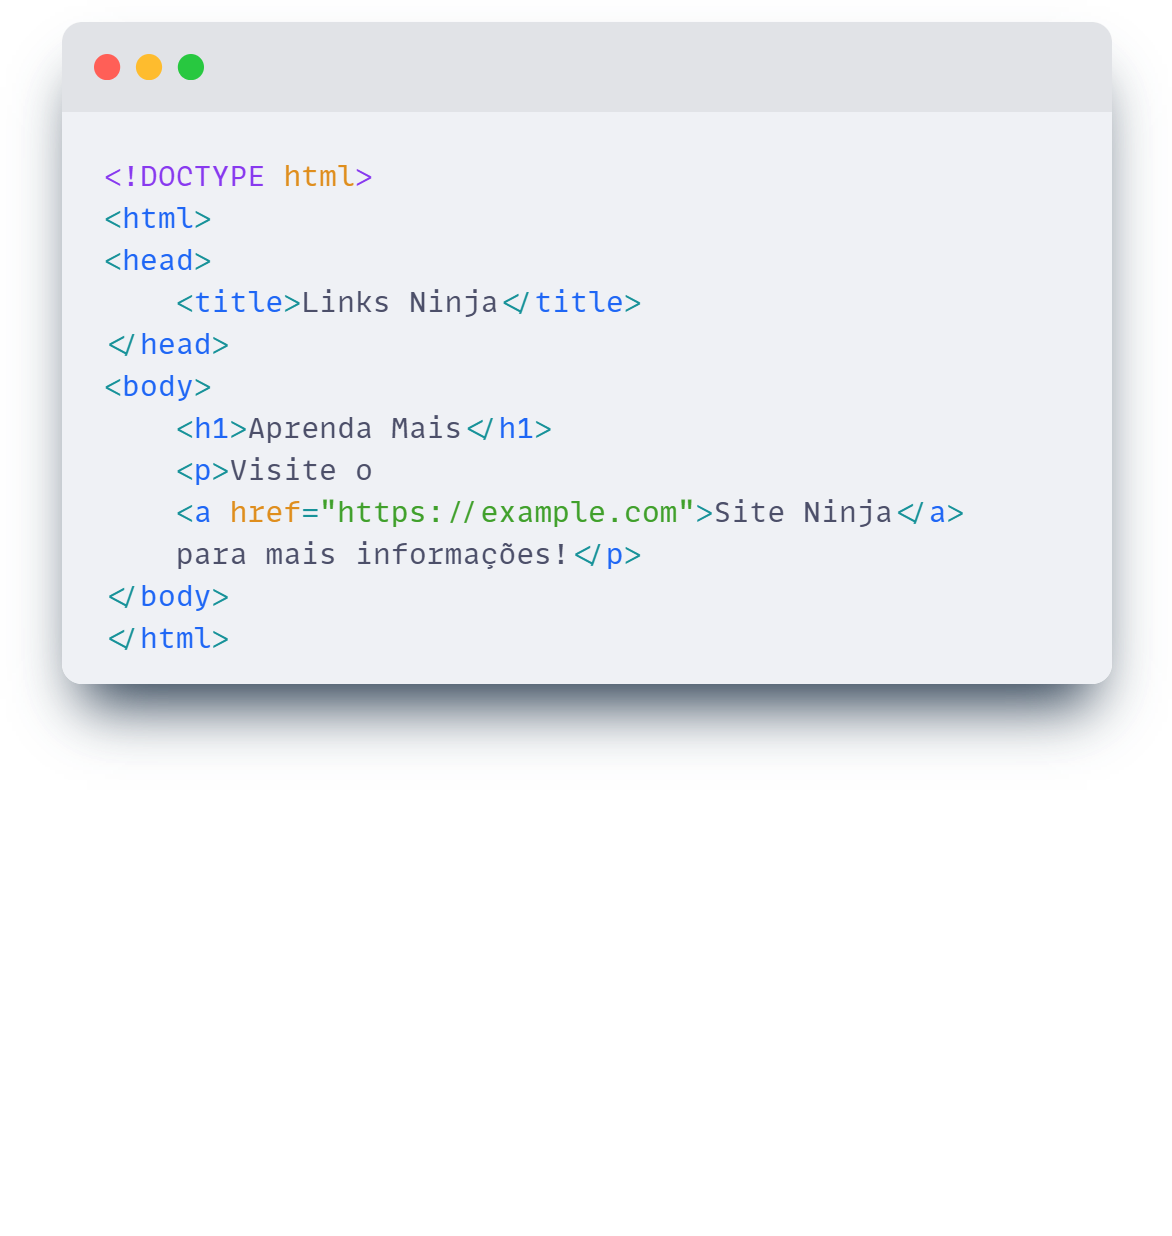 <!DOCTYPE html>
<html>
<head>
    <title>Links Ninja</title>
</head>
<body>
    <h1>Aprenda Mais</h1>
    <p>Visite o
    <a href="https://example.com">Site Ninja</a>
    para mais informações!</p>
</body>
</html>